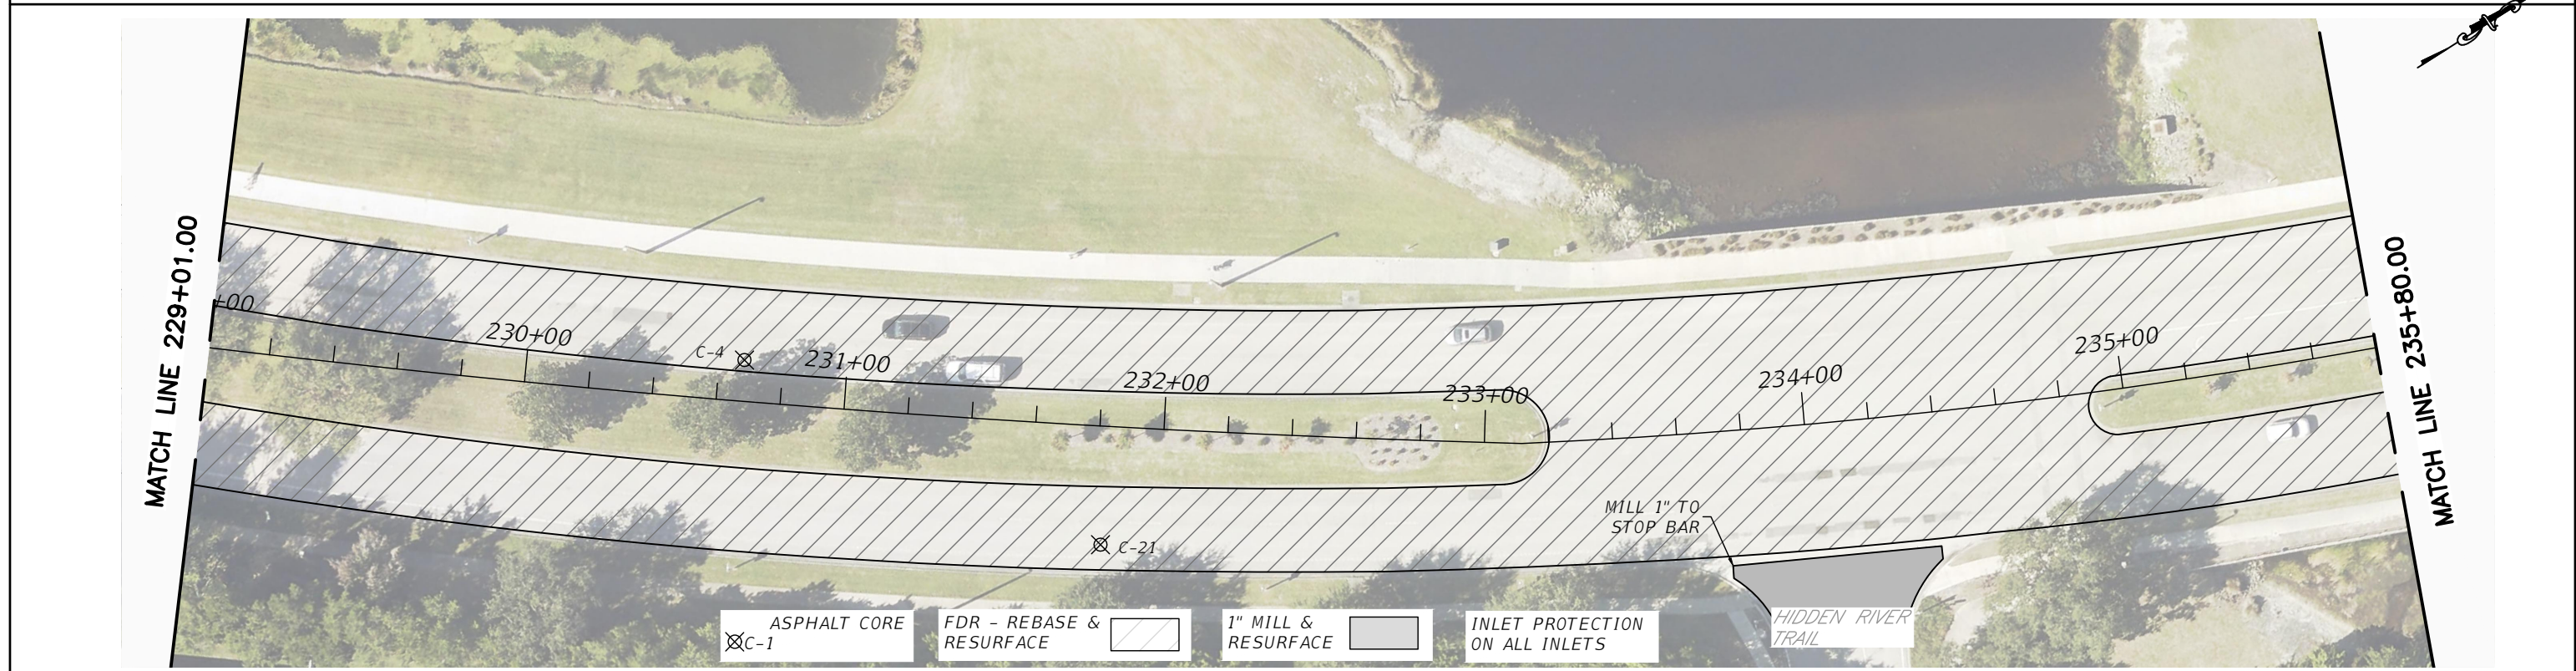 MATCH LINE 229+01.00
+00
230+00
C-4
231+00
232+00
233+00
234+00
235+00
MATCH LINE 235+80.00
MILL 1" TO
STOP BAR
C-21
ASPHALT CORE
C-1
FDR - REBASE &
RESURFACE
1" MILL &
RESURFACE
INLET PROTECTION
ON ALL INLETS
HIDDEN RIVER
TRAIL